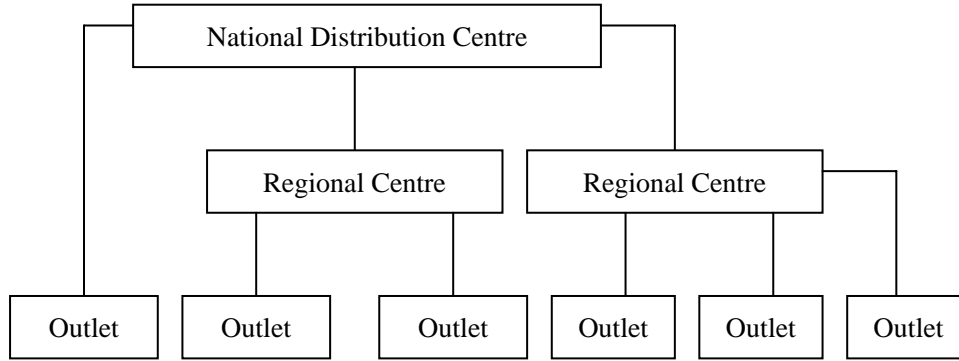 National Distribution Centre
Regional Centre
Regional Centre
Outlet
Outlet
Outlet
Outlet
Outlet
Outlet